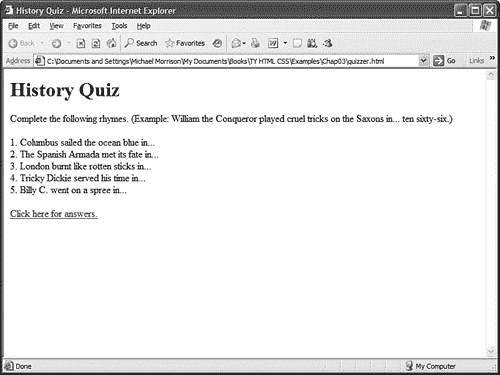 History Quiz - Microsoft Internet Explorer
File Edit View Favorites Tools Help
Back Search Favorites
Address C:\Documents and Settings\Michael Morrison\My Documents\Books\TY HTML CSS\Examples\Chap03\quizzer.html Go Links »
History Quiz
Complete the following rhymes. (Example: William the Conqueror played cruel tricks on the Saxons in... ten sixty-six.)
1. Columbus sailed the ocean blue in...
2. The Spanish Armada met its fate in...
3. London burnt like rotten sticks in...
4. Tricky Dickie served his time in...
5. Billy C. went on a spree in...
Click here for answers.
Done My Computer